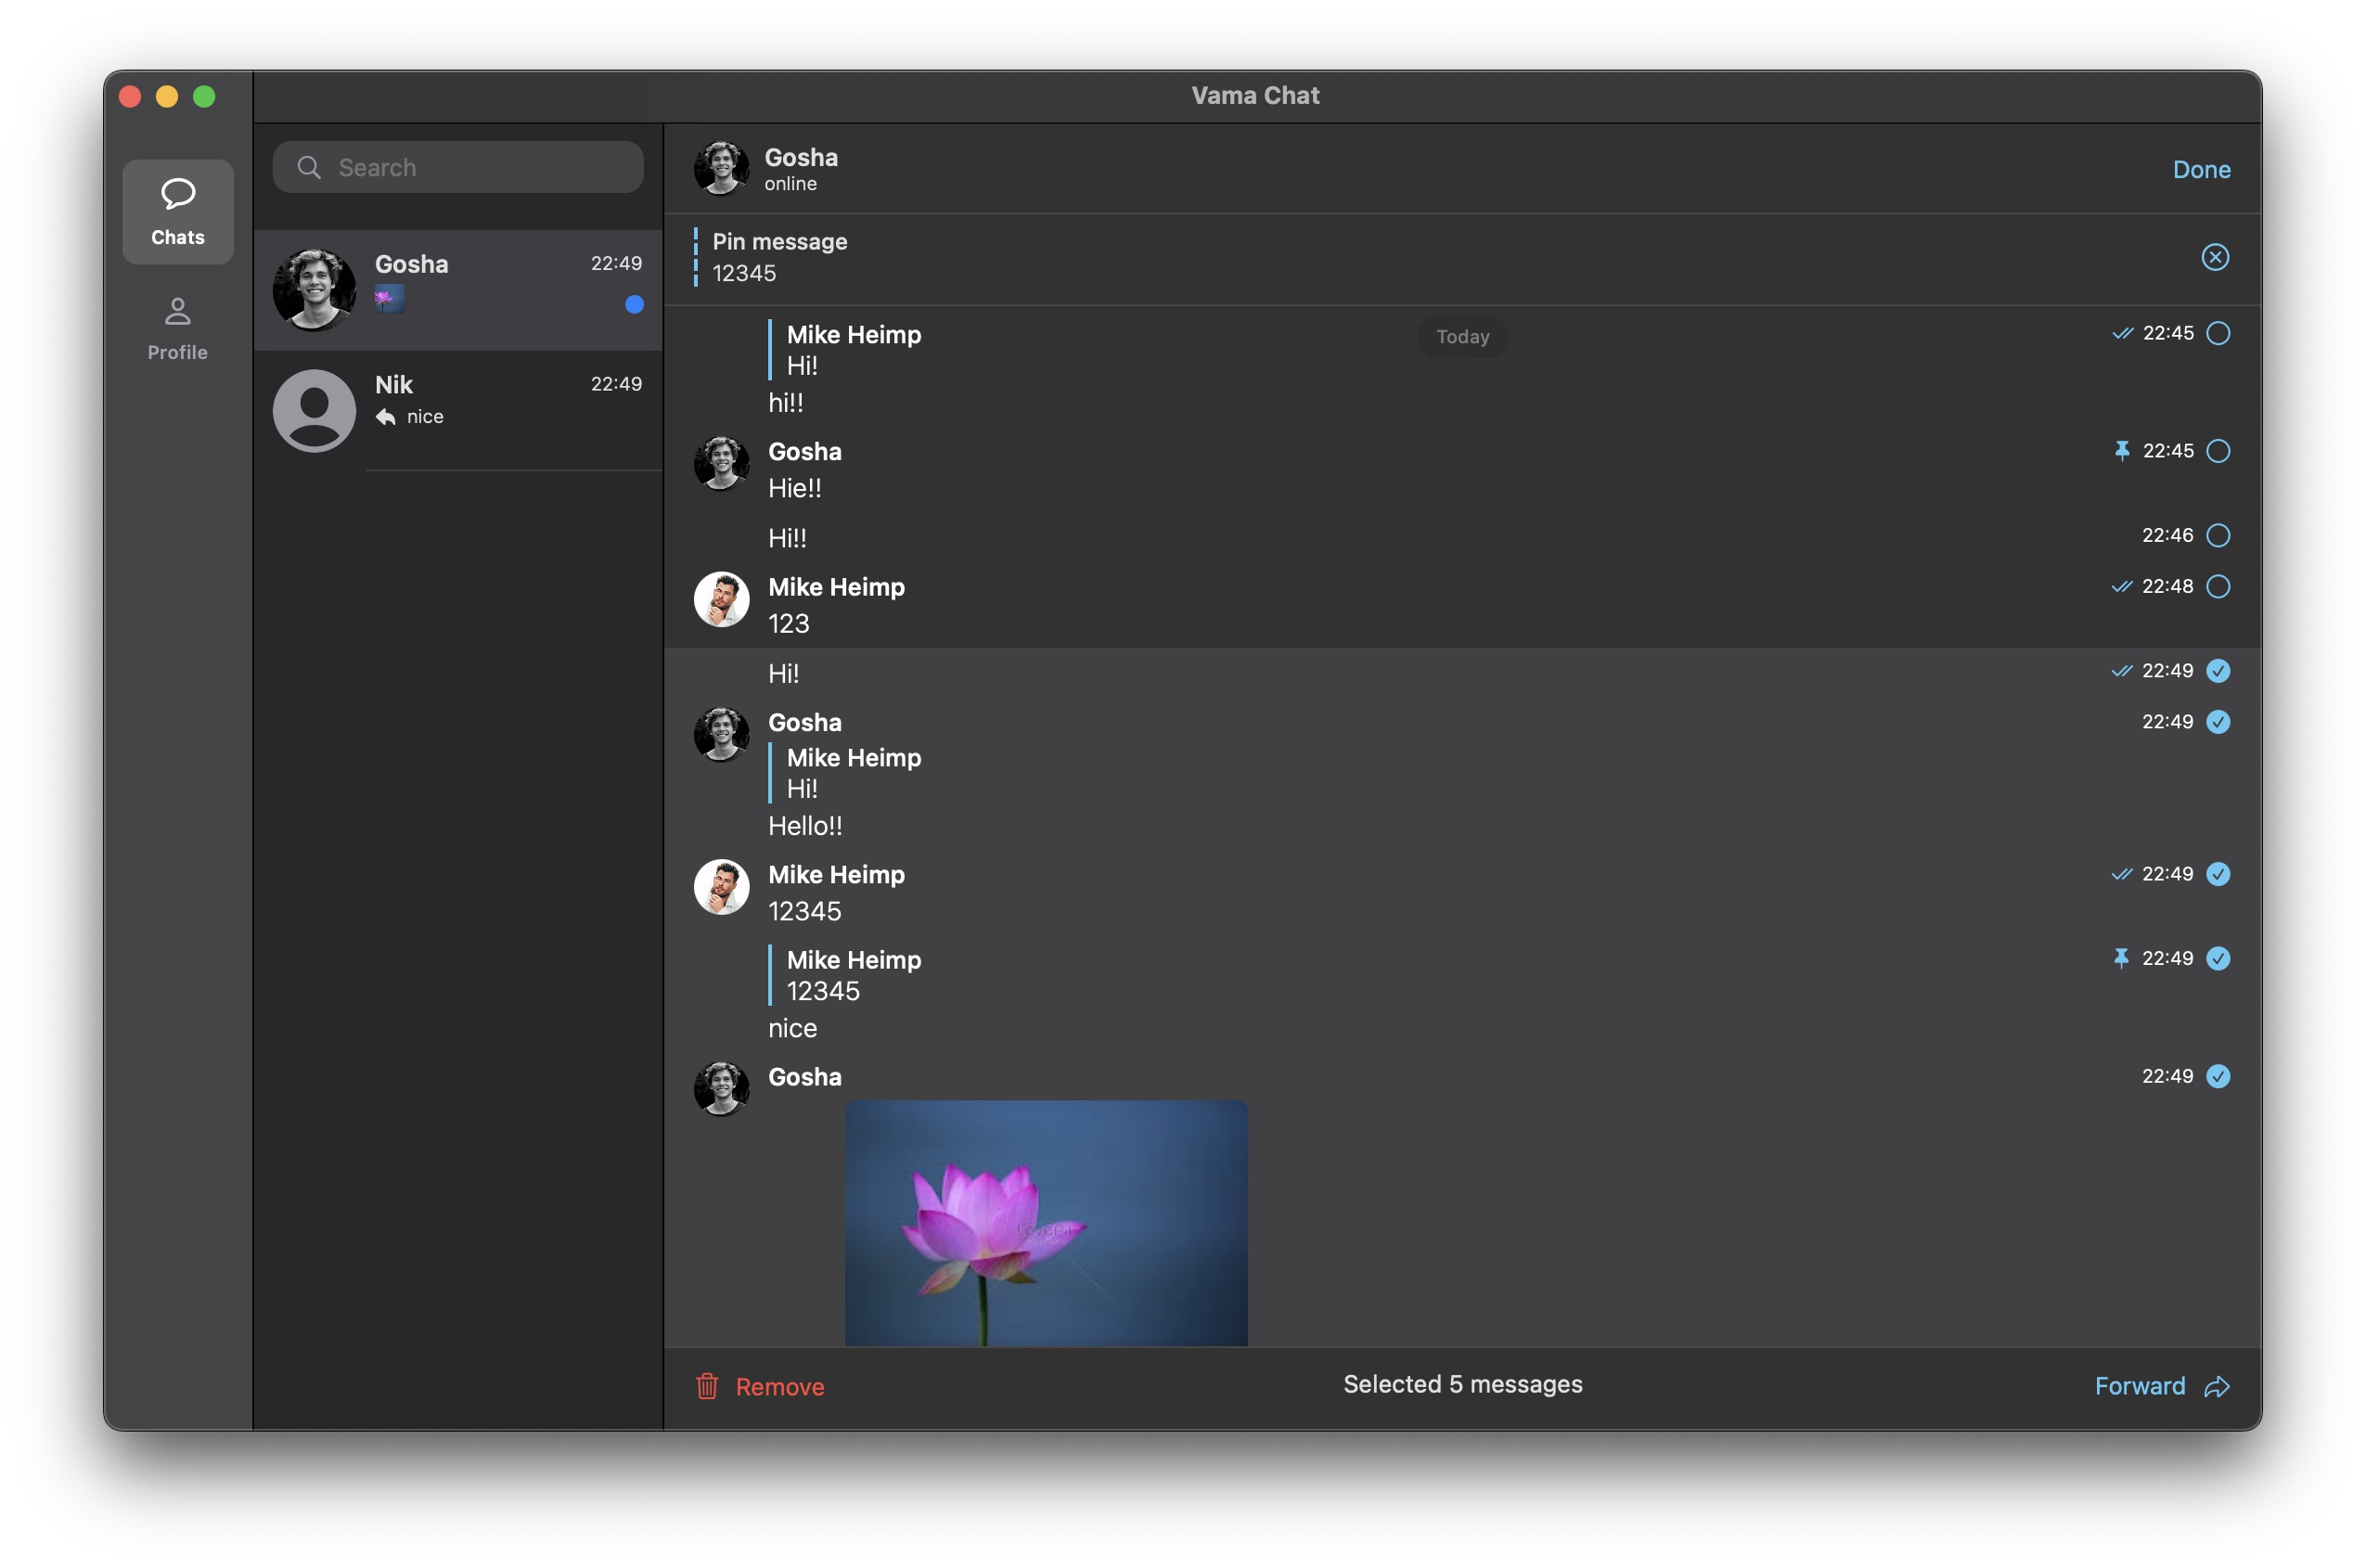 Vama Chat
Chats
Profile
Search
Gosha
22:49
Nik
22:49
nice
Gosha
online
Done
Pin message
12345
Today
Mike Heimp
22:45
Hi!
hi!!
Gosha
22:45
Hie!!
Hi!!
22:46
Mike Heimp
22:48
123
Hi!
22:49
Gosha
22:49
Mike Heimp
Hi!
Hello!!
Mike Heimp
22:49
12345
Mike Heimp
22:49
12345
nice
Gosha
22:49
Remove
Selected 5 messages
Forward